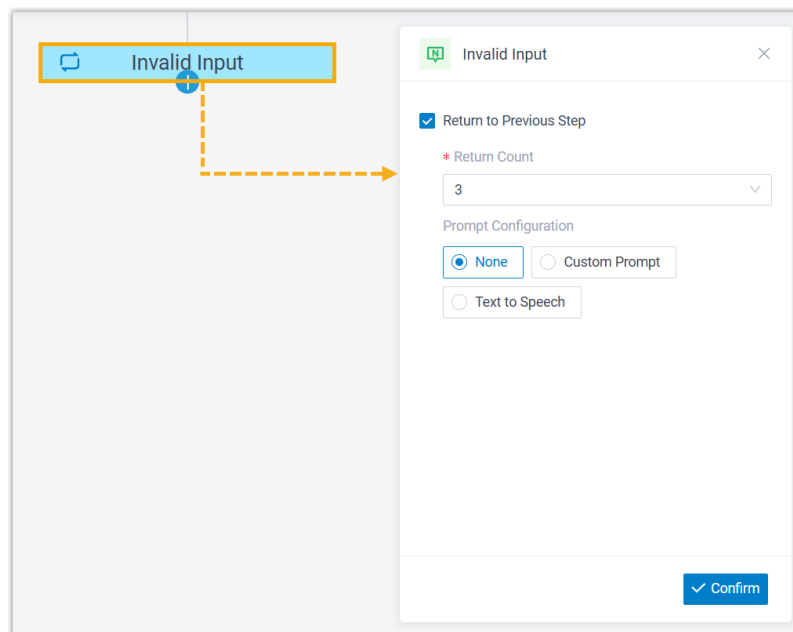 Invalid Input
N
Invalid Input
Return to Previous Step
* Return Count
3
Prompt Configuration
None
Custom Prompt
Text to Speech
Confirm